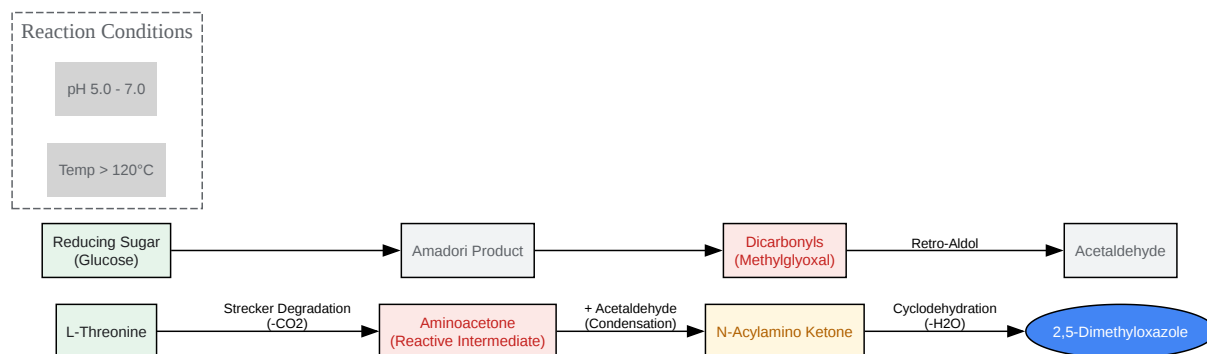 Reaction Conditions
pH 5.0 - 7.0
Temp > 120°C
Reducing Sugar
(Glucose)
Amadori Product
Dicarbonyls
(Methylglyoxal)
Retro-Aldol
Acetaldehyde
L-Threonine
Strecker Degradation
(-CO2)
Aminoacetone
(Reactive Intermediate)
+ Acetaldehyde
(Condensation)
N-Acylamino Ketone
Cyclodehydration
(-H2O)
2,5-Dimethyloxazole